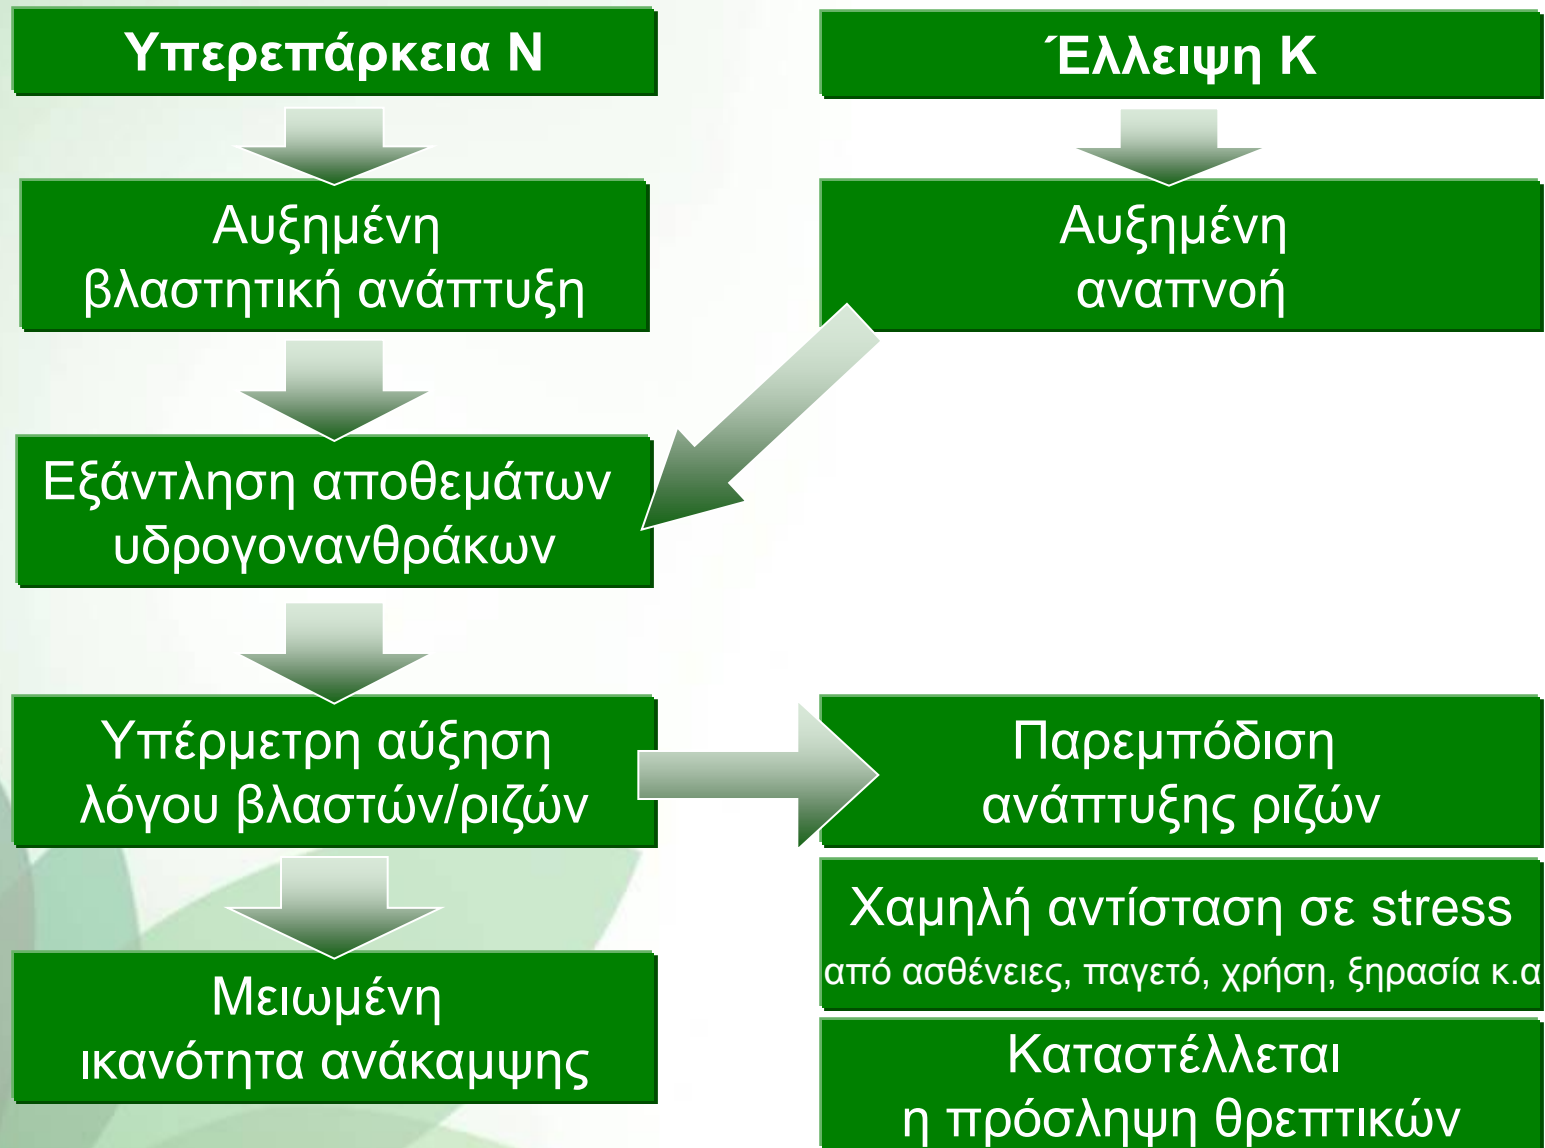 Υπερεπάρκεια Ν
Έλλειψη Κ
Αυξημένη
βλαστητική ανάπτυξη
Αυξημένη
αναπνοή
Εξάντληση αποθεμάτων
υδρογονανθράκων
Υπέρμετρη αύξηση
λόγου βλαστών/ριζών
Παρεμπόδιση
ανάπτυξης ριζών
Χαμηλή αντίσταση σε stress
από ασθένειες, παγετό, χρήση, ξηρασία κ.α
Μειωμένη
ικανότητα ανάκαμψης
Καταστέλλεται
η πρόσληψη θρεπτικών